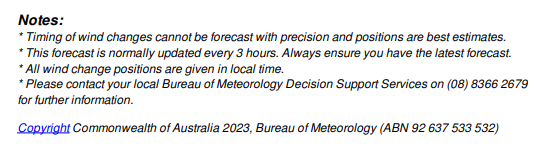 Notes:
* Timing of wind changes cannot be forecast with precision and positions are best estimates.
* This forecast is normally updated every 3 hours. Always ensure you have the latest forecast.
* All wind change positions are given in local time.
* Please contact your local Bureau of Meteorology Decision Support Services on (08) 8366 2679
for further information.
Copyright Commonwealth of Australia 2023, Bureau of Meteorology (ABN 92 637 533 532)